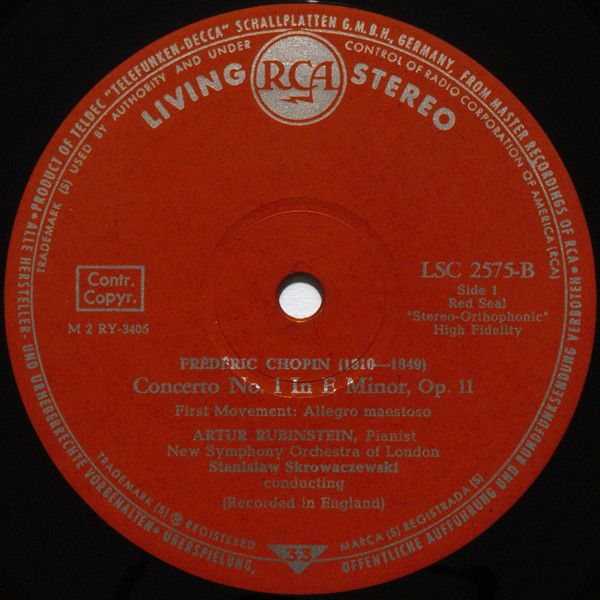 PRODUCT OF TELDEC "TELEFUNKEN-DECCA" SCHALLPLATTEN G.M.B.H., GERMANY, FROM MASTER RECORDINGS OF RCA
TRADEMARK (S) USED BY AUTHORITY AND UNDER CONTROL OF RADIO CORPORATION OF AMERICA (RCA)
LIVING RCA STEREO
Contr.
Copyr.
M 2 RY-3405
LSC 2575-B
Side 1
Red Seal
"Stereo-Orthophonic"
High Fidelity
FRÉDÉRIC CHOPIN (1810—1849)
Concerto No. 1 In E Minor, Op. 11
First Movement: Allegro maestoso
ARTUR RUBINSTEIN, Pianist
New Symphony Orchestra of London
Stanislaw Skrowaczewski
conducting
(Recorded in England)
TRADEMARK (S) ® REGISTERED
33
MARCA (S) REGISTRADA (S)
ALLE HERSTELLER- UND URHEBERRECHTE VORBEHALTEN • ÜBERSPIELUNG, ÖFFENTLICHE AUFFÜHRUNG UND RUNDFUNKSENDUNG VERBOTEN